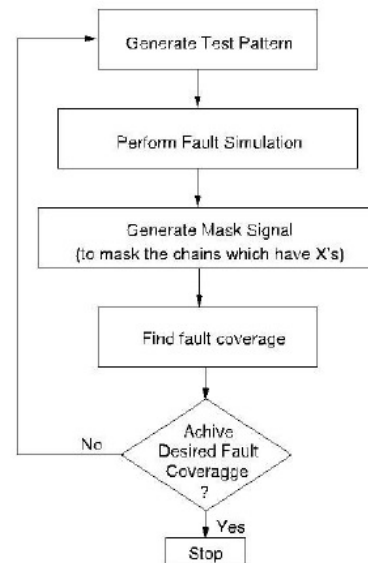 Generate Test Pattern
Perform Fault Simulation
Generate Mask Signal
(to mask the chains which have X's)
Find fault coverage
Achive
Desired Fault
Coveragge
?
No
Yes
Stop